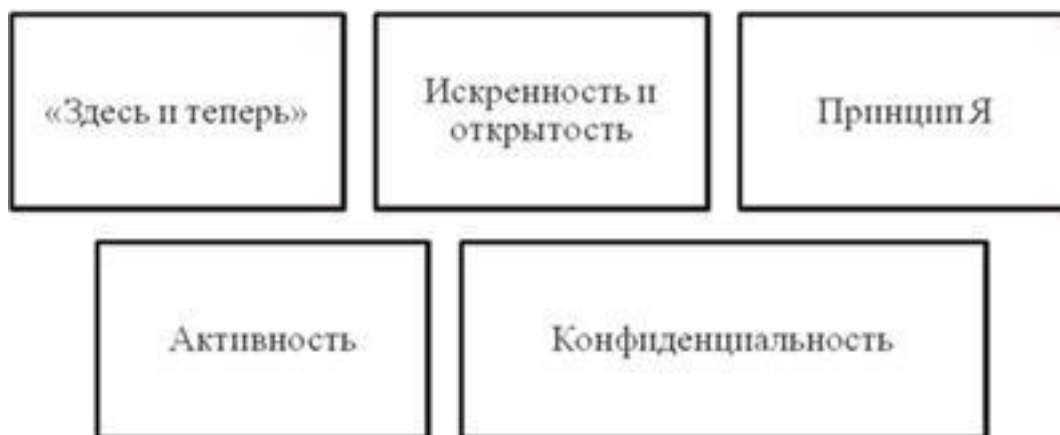 «Здесь и теперь»
Искренность и
открытость
Принцип Я
Активность
Конфиденциальность